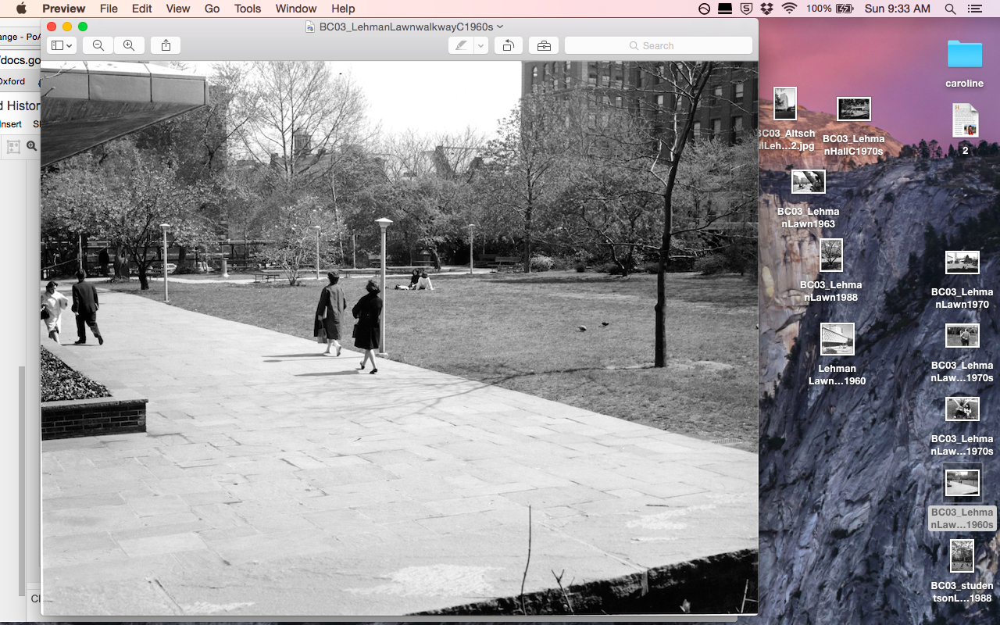 Preview File Edit View Go Tools Window Help
100% Sun 9:33 AM
BC03_LehmanLawnwalkwayC1960s
Search
ange - PoA
/docs.go
Oxford
d Histor
Insert
Cl
caroline
2
BC03_Altsch
llLeh...2.jpg
BC03_Lehma
nHallC1970s
BC03_Lehma
nLawn1963
BC03_Lehma
nLawn1988
BC03_Lehma
nLawn1970
Lehman
Lawn...1960
BC03_Lehma
nLaw...1970s
BC03_Lehma
nLaw...1970s
BC03_Lehma
nLaw...1960s
BC03_studen
tsonL...1988